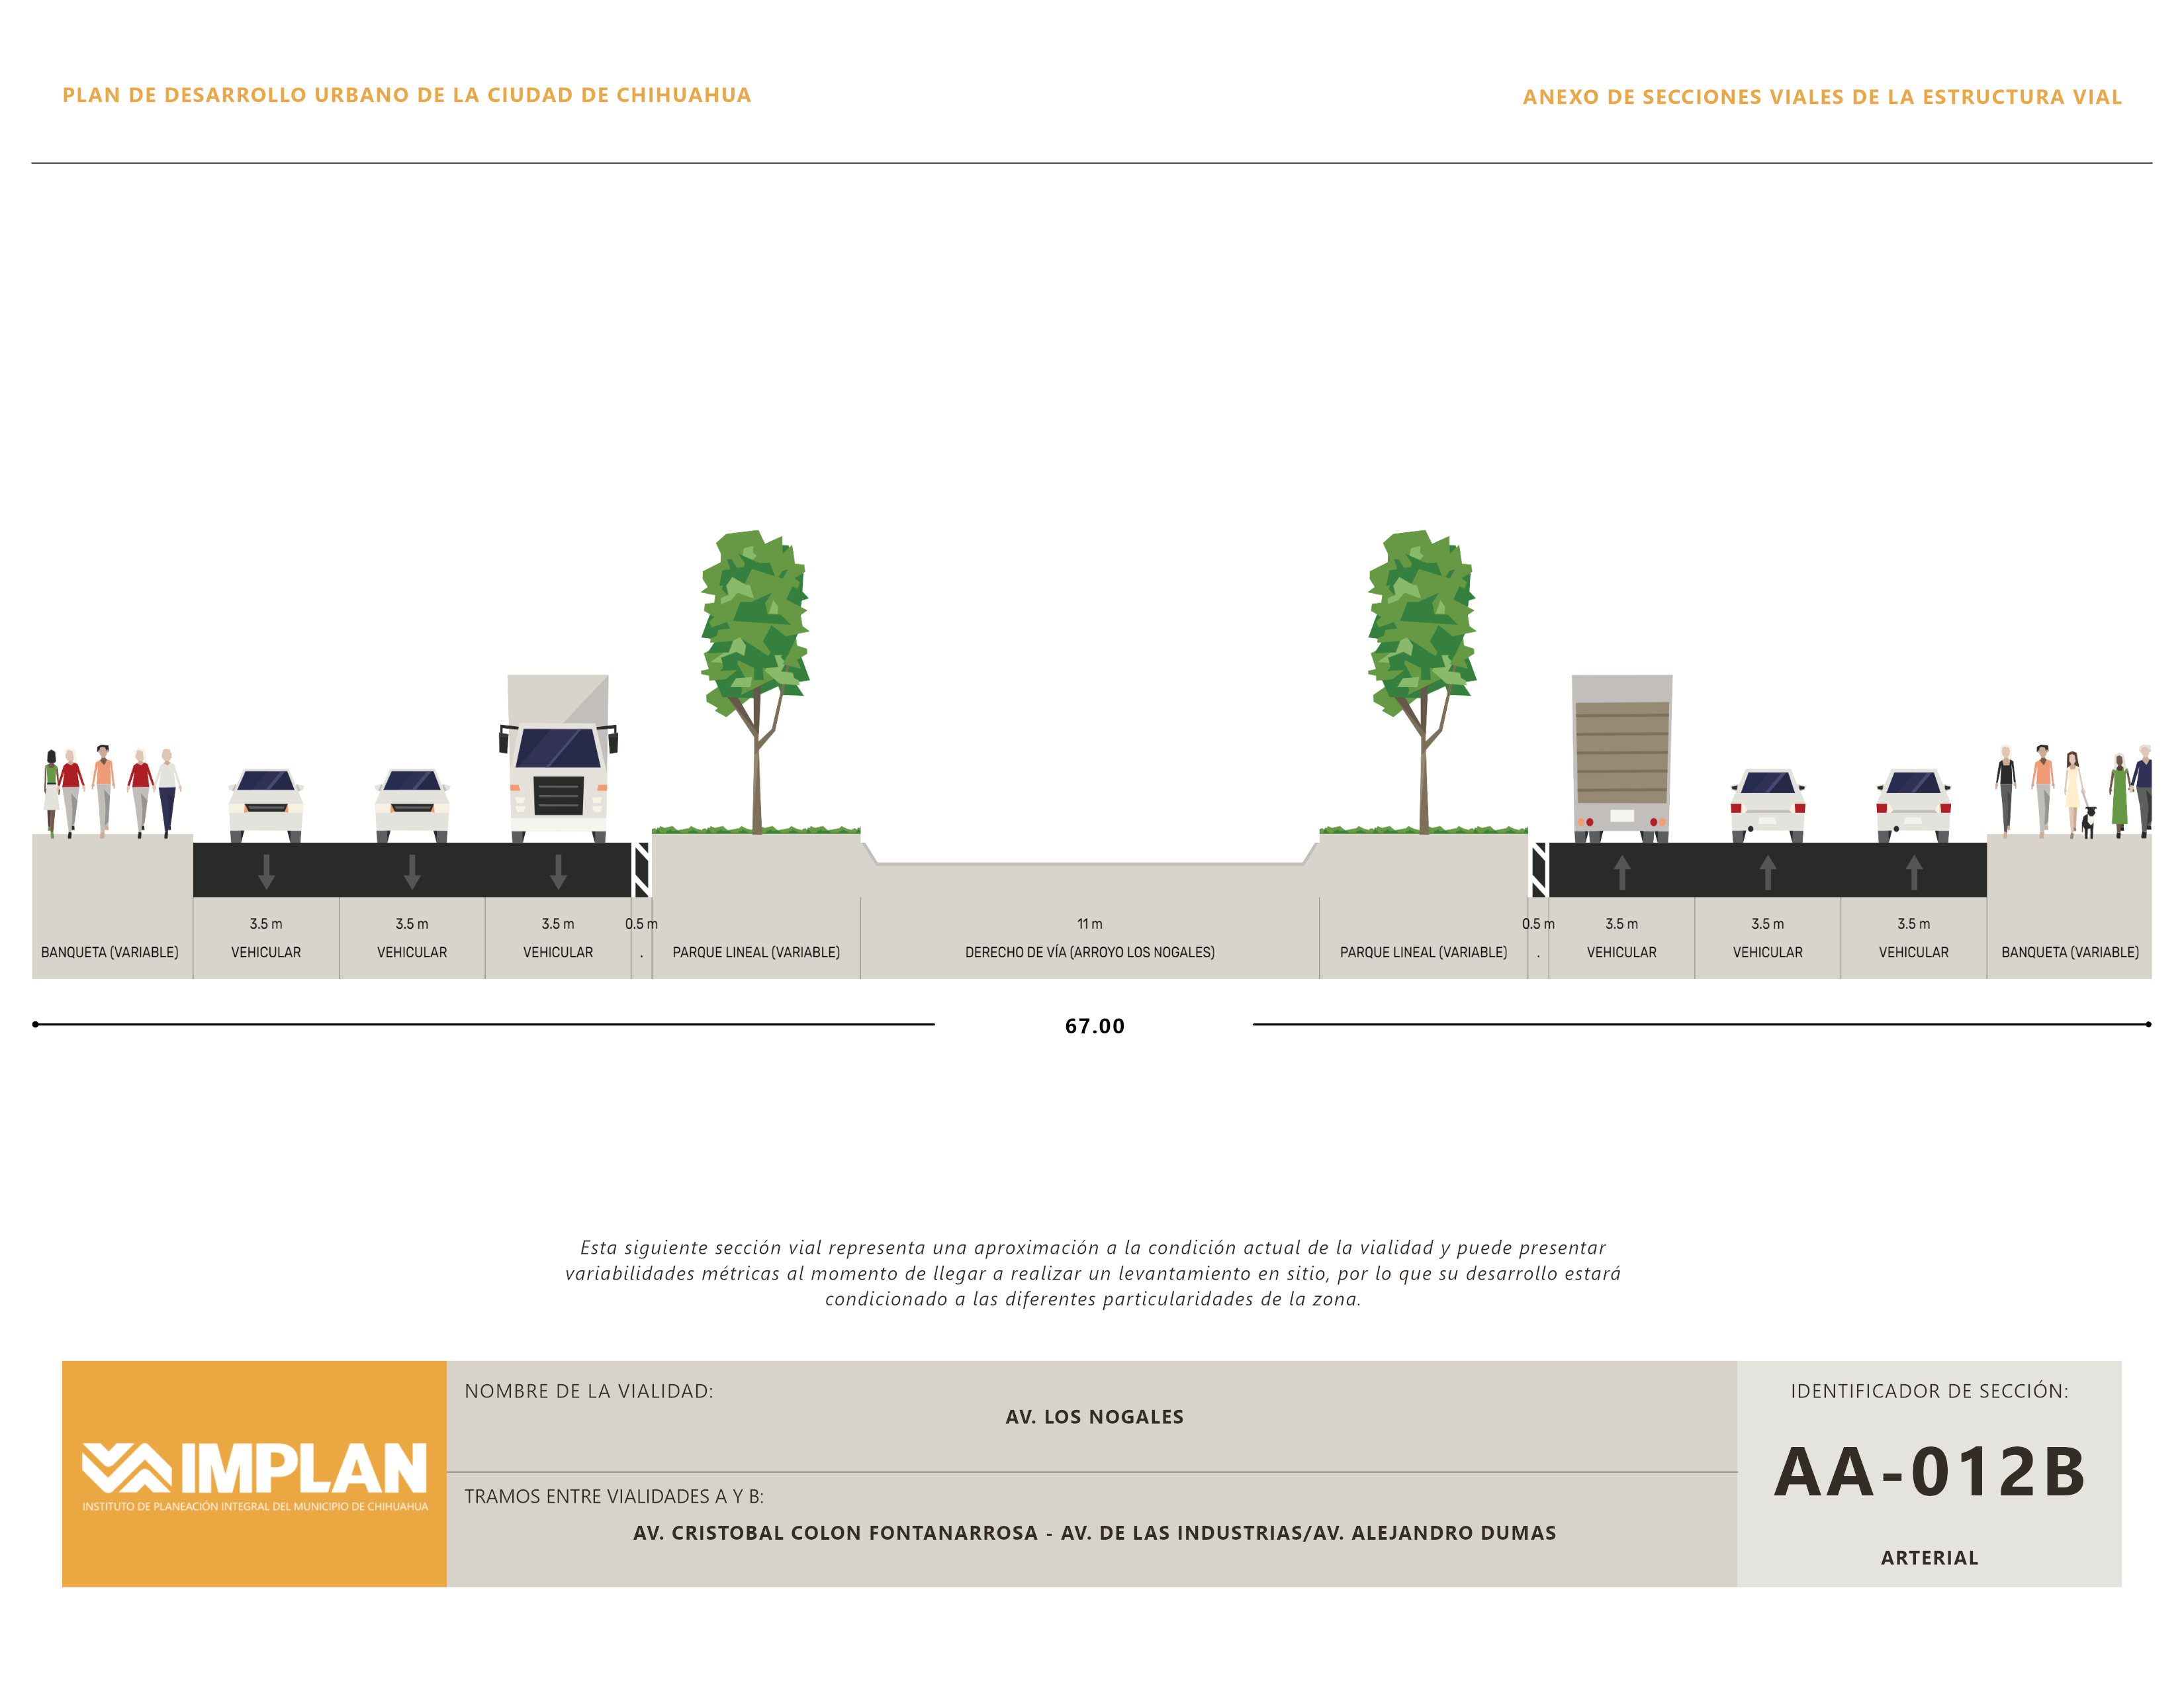 PLAN DE DESARROLLO URBANO DE LA CIUDAD DE CHIHUAHUA
ANEXO DE SECCIONES VIALES DE LA ESTRUCTURA VIAL
3.5 m 3.5 m 3.5 m 0.5 m 11 m 0.5 m 3.5 m 3.5 m 3.5 m
BANQUETA (VARIABLE) VEHICULAR VEHICULAR VEHICULAR . PARQUE LINEAL (VARIABLE) DERECHO DE VÍA (ARROYO LOS NOGALES) PARQUE LINEAL (VARIABLE) . VEHICULAR VEHICULAR VEHICULAR BANQUETA (VARIABLE)
67.00
Esta siguiente sección vial representa una aproximación a la condición actual de la vialidad y puede presentar
variabilidades métricas al momento de llegar a realizar un levantamiento en sitio, por lo que su desarrollo estará
condicionado a las diferentes particularidades de la zona.
IMPLAN
INSTITUTO DE PLANEACIÓN INTEGRAL DEL MUNICIPIO DE CHIHUAHUA
NOMBRE DE LA VIALIDAD:
AV. LOS NOGALES
TRAMOS ENTRE VIALIDADES A Y B:
AV. CRISTOBAL COLON FONTANARROSA - AV. DE LAS INDUSTRIAS/AV. ALEJANDRO DUMAS
IDENTIFICADOR DE SECCIÓN:
AA-012B
ARTERIAL